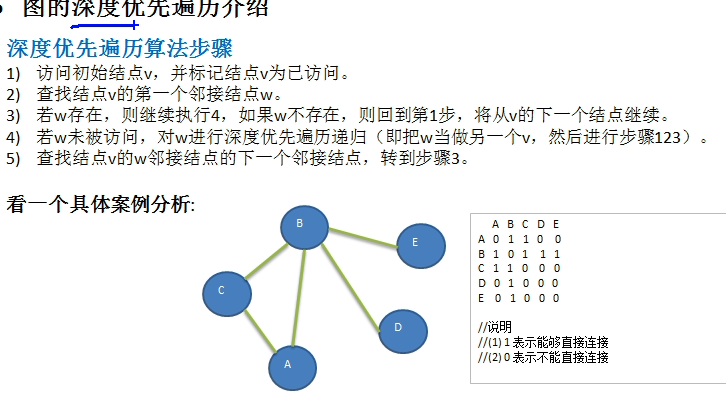 图的深度优先遍历介绍
深度优先遍历算法步骤
1) 访问初始结点v，并标记结点v为已访问。
2) 查找结点v的第一个邻接结点w。
3) 若w存在，则继续执行4，如果w不存在，则回到第1步，将从v的下一个结点继续。
4) 若w未被访问，对w进行深度优先遍历递归（即把w当做另一个v，然后进行步骤123）。
5) 查找结点v的w邻接结点的下一个邻接结点，转到步骤3。
看一个具体案例分析:
B
E
C
D
A
A B C D E
A 0 1 1 0 0
B 1 0 1 1 1
C 1 1 0 0 0
D 0 1 0 0 0
E 0 1 0 0 0
//说明
//(1) 1 表示能够直接连接
//(2) 0 表示不能直接连接